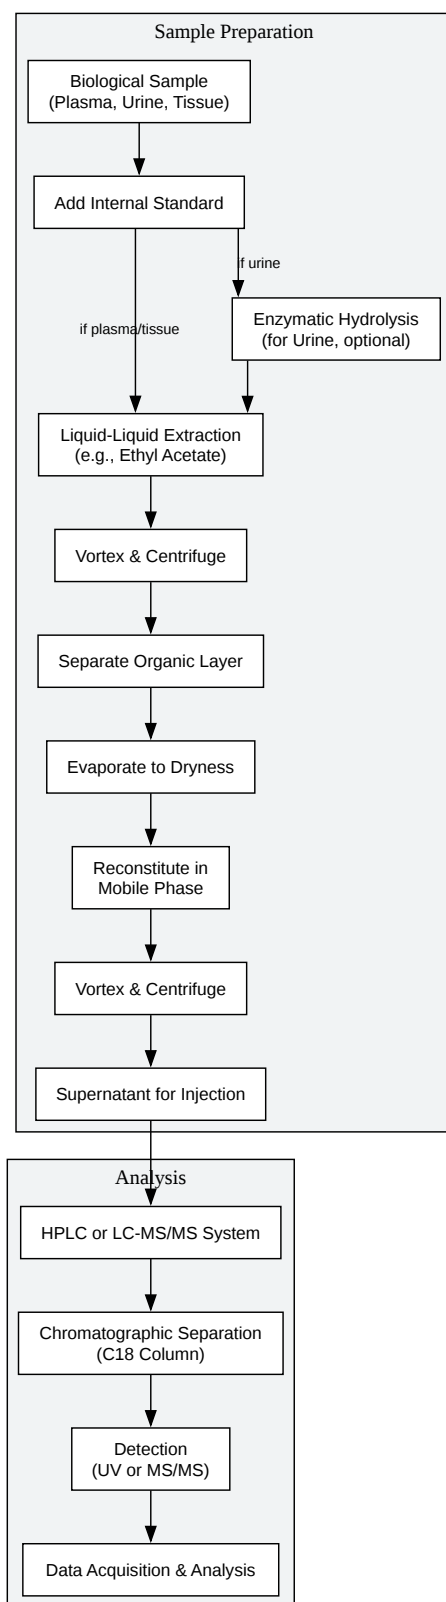 Sample Preparation
Biological Sample
(Plasma, Urine, Tissue)
Add Internal Standard
if urine
Enzymatic Hydrolysis
(for Urine, optional)
if plasma/tissue
Liquid-Liquid Extraction
(e.g., Ethyl Acetate)
Vortex & Centrifuge
Separate Organic Layer
Evaporate to Dryness
Reconstitute in
Mobile Phase
Vortex & Centrifuge
Supernatant for Injection
Analysis
HPLC or LC-MS/MS System
Chromatographic Separation
(C18 Column)
Detection
(UV or MS/MS)
Data Acquisition & Analysis